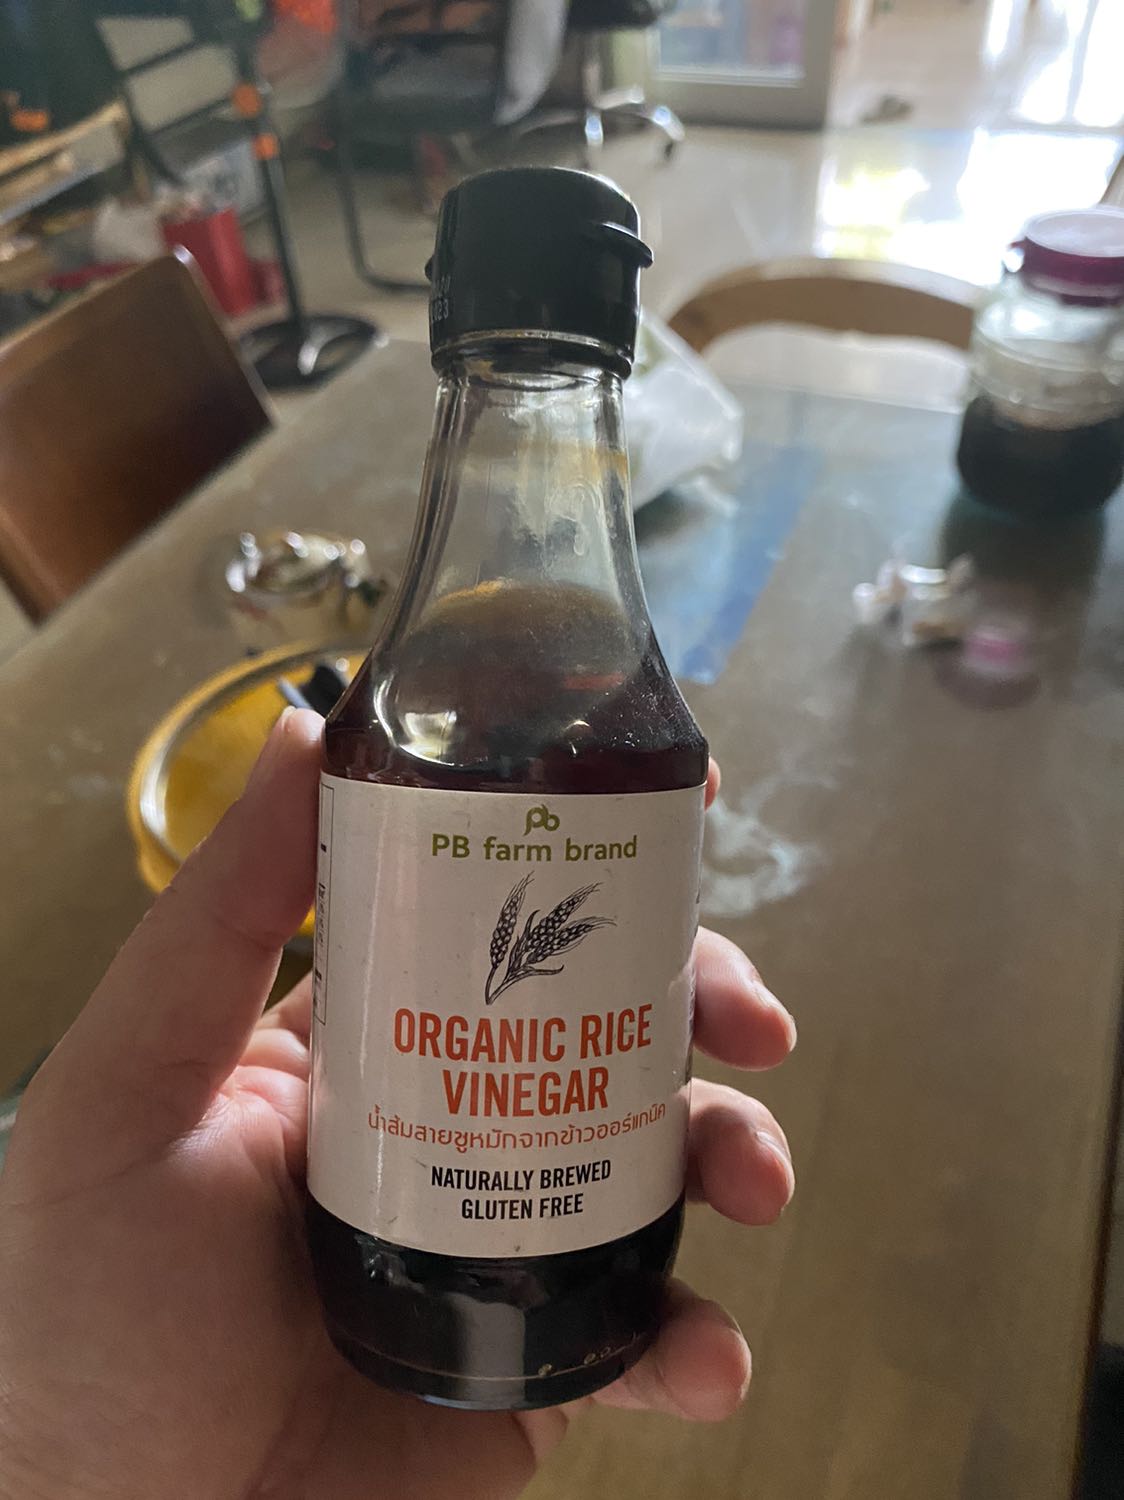 PB farm brand
ORGANIC RICE
VINEGAR
น้ำส้มสายชูหมักจากข้าวออร์แกนิค
NATURALLY BREWED
GLUTEN FREE